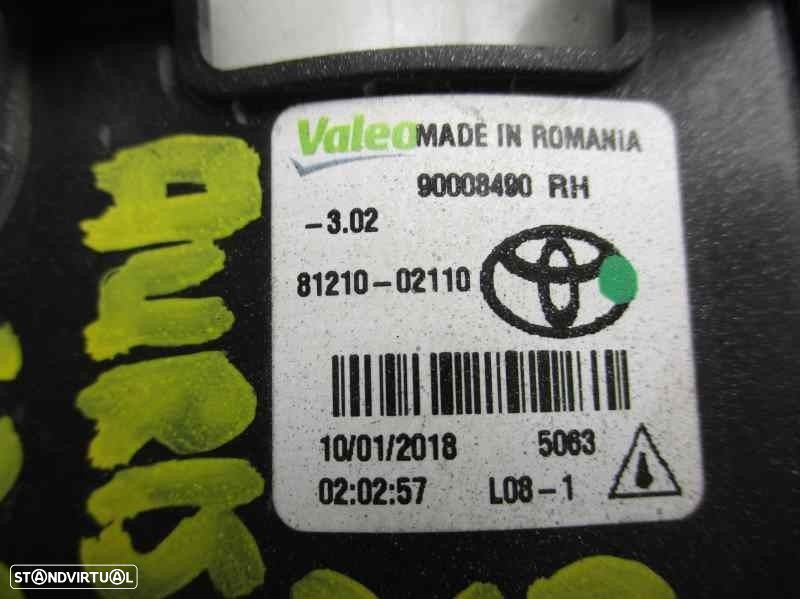 Valeo MADE IN ROMANIA
90008490 RH
-3.02
81210-02110
10/01/2018 5063
02:02:57 L08-1
STANDVIRTUAL